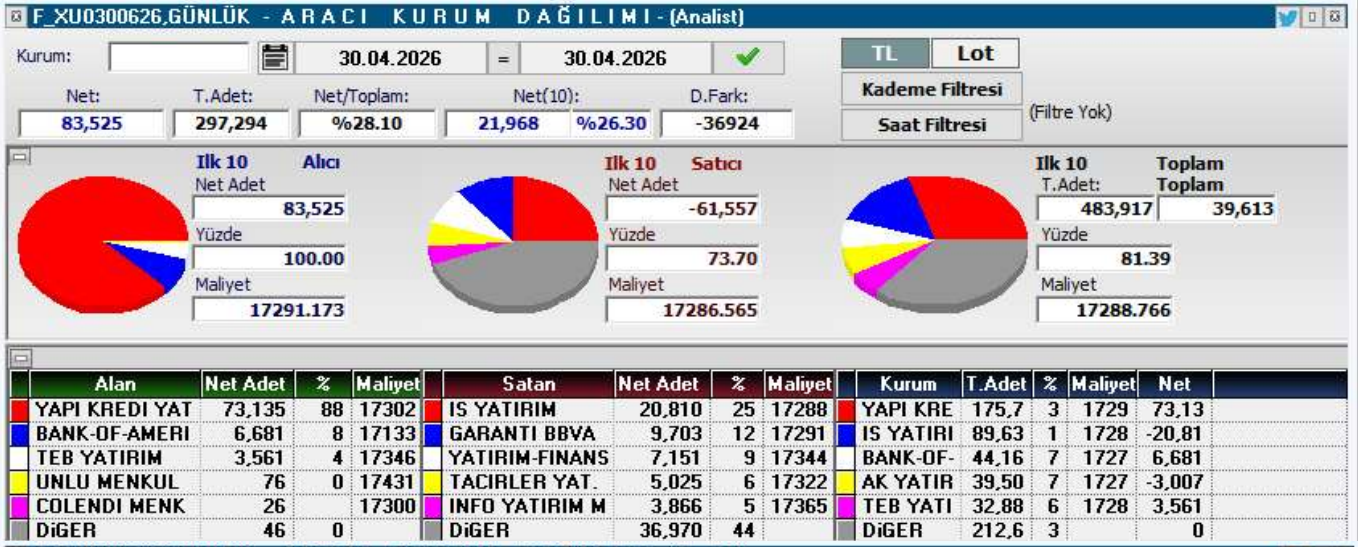 F_XU0300626,GÜNLÜK - A R A C I K U R U M D A Ğ I L I M I - (Analist)
Kurum: 30.04.2026 = 30.04.2026 TL Lot
Kademe Filtresi
Net: T.Adet: Net/Toplam: Net(10): D.Fark:
83,525 297,294 %28.10 21,968 %26.30 -36924 Saat Filtresi (Filtre Yok)
Ilk 10 Alıcı Ilk 10 Satıcı Ilk 10 Toplam
Net Adet Net Adet T.Adet: Toplam
83,525 -61,557 483,917 39,613
Yüzde Yüzde Yüzde
100.00 73.70 81.39
Maliyet Maliyet Maliyet
17291.173 17286.565 17288.766
Alan Net Adet % Maliyet Satan Net Adet % Maliyet Kurum T.Adet % Maliyet Net
YAPI KREDI YAT 73,135 88 17302 IS YATIRIM 20,810 25 17288 YAPI KRE 175,7 3 1729 73,13
BANK-OF-AMERI 6,681 8 17133 GARANTI BBVA 9,703 12 17291 IS YATIRI 89,63 1 1728 -20,81
TEB YATIRIM 3,561 4 17346 YATIRIM-FINANS 7,151 9 17344 BANK-OF- 44,16 7 1727 6,681
UNLU MENKUL 76 0 17431 TACIRLER YAT. 5,025 6 17322 AK YATIR 39,50 7 1727 -3,007
COLENDI MENK 26 17300 INFO YATIRIM M 3,866 5 17365 TEB YATI 32,88 6 1728 3,561
DiGER 46 0 DiGER 36,970 44 DiGER 212,6 3 0